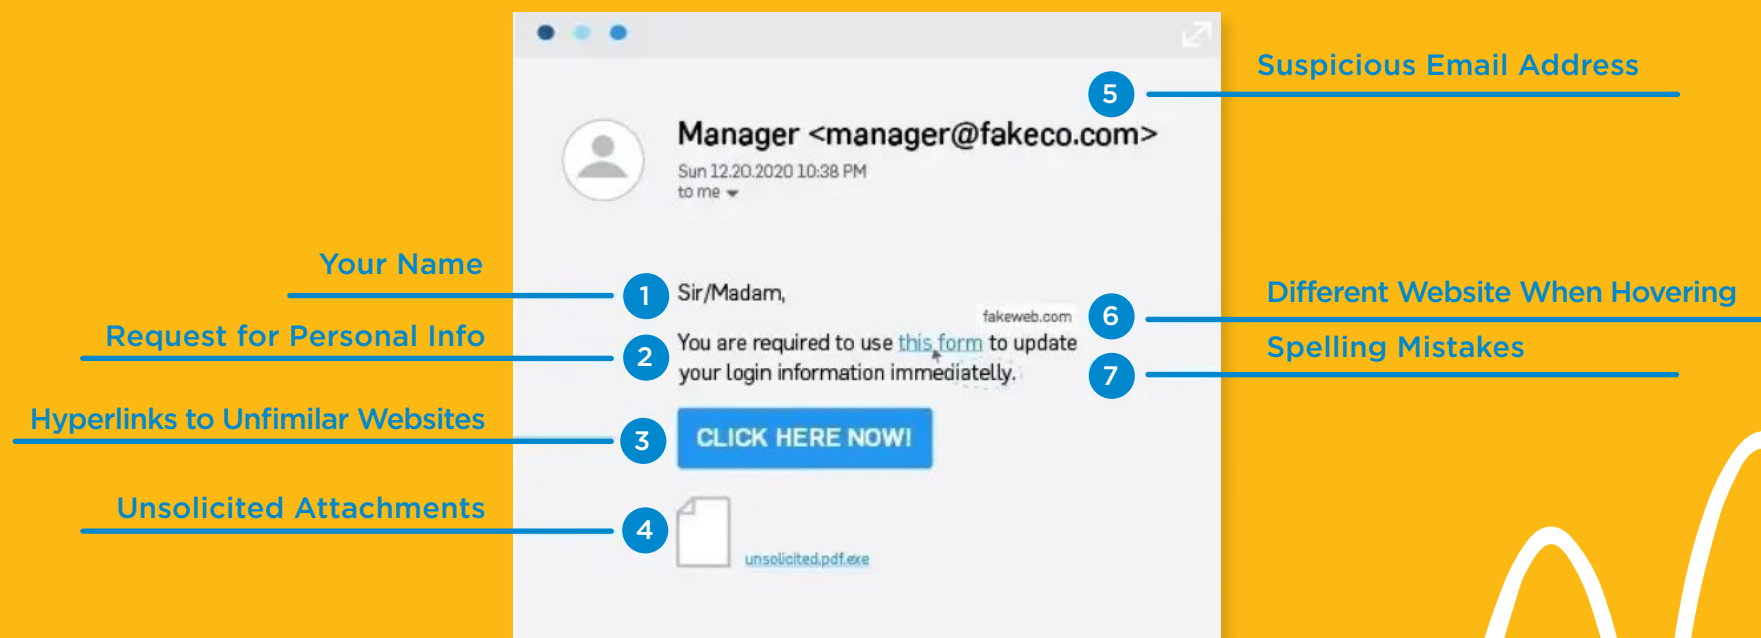 Suspicious Email Address
5
Manager <manager@fakeco.com>
Sun 12.20.2020 10:38 PM
to me
Your Name
1
Sir/Madam,
Different Website When Hovering
6
fakeweb.com
Request for Personal Info
2
You are required to use this form to update
your login information immediatelly.
Spelling Mistakes
7
Hyperlinks to Unfimilar Websites
3
CLICK HERE NOW!
Unsolicited Attachments
4
unsolicited.pdf.exe